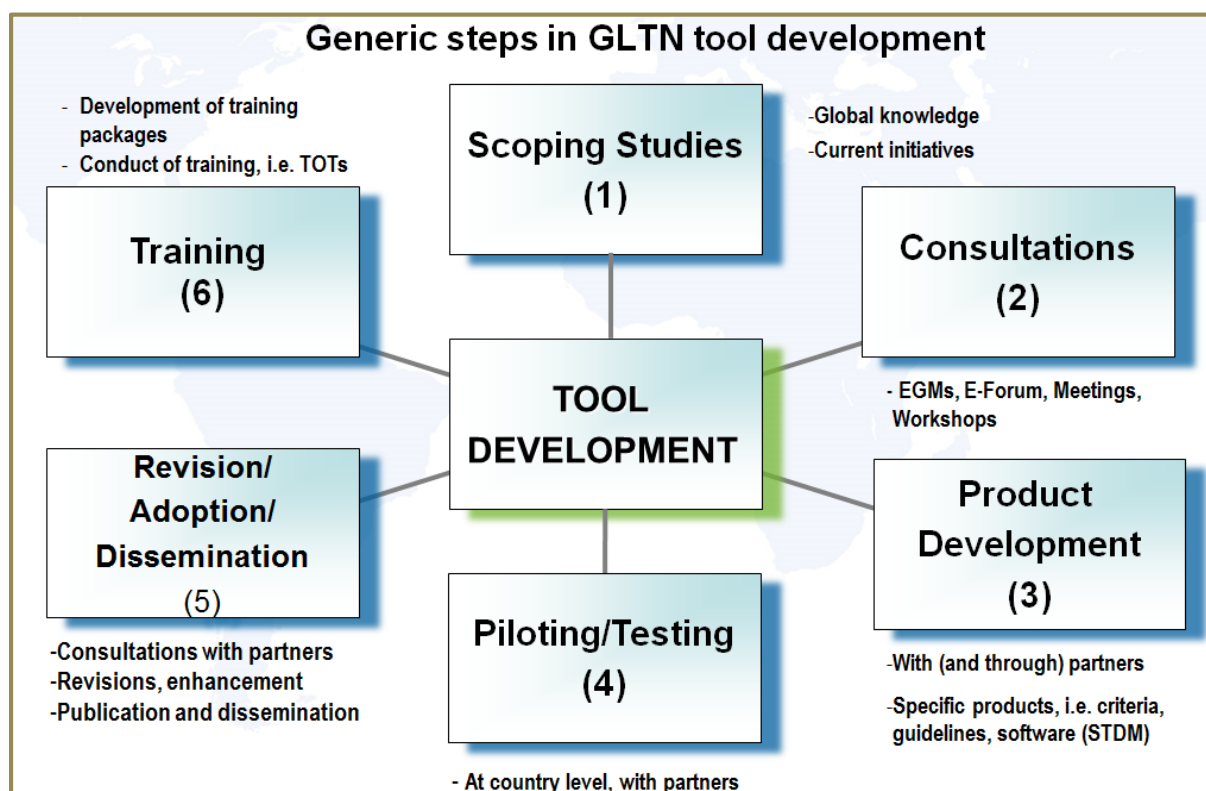 Generic steps in GLTN tool development
Scoping Studies
(1)
-Global knowledge
-Current initiatives
Consultations
(2)
- EGMs, E-Forum, Meetings,
Workshops
Product
Development
(3)
-With (and through) partners
-Specific products, i.e. criteria,
guidelines, software (STDM)
Piloting/Testing
(4)
- At country level, with partners
Revision/
Adoption/
Dissemination
(5)
-Consultations with partners
-Revisions, enhancement
-Publication and dissemination
- Development of training
packages
- Conduct of training, i.e. TOTs
Training
(6)
TOOL
DEVELOPMENT